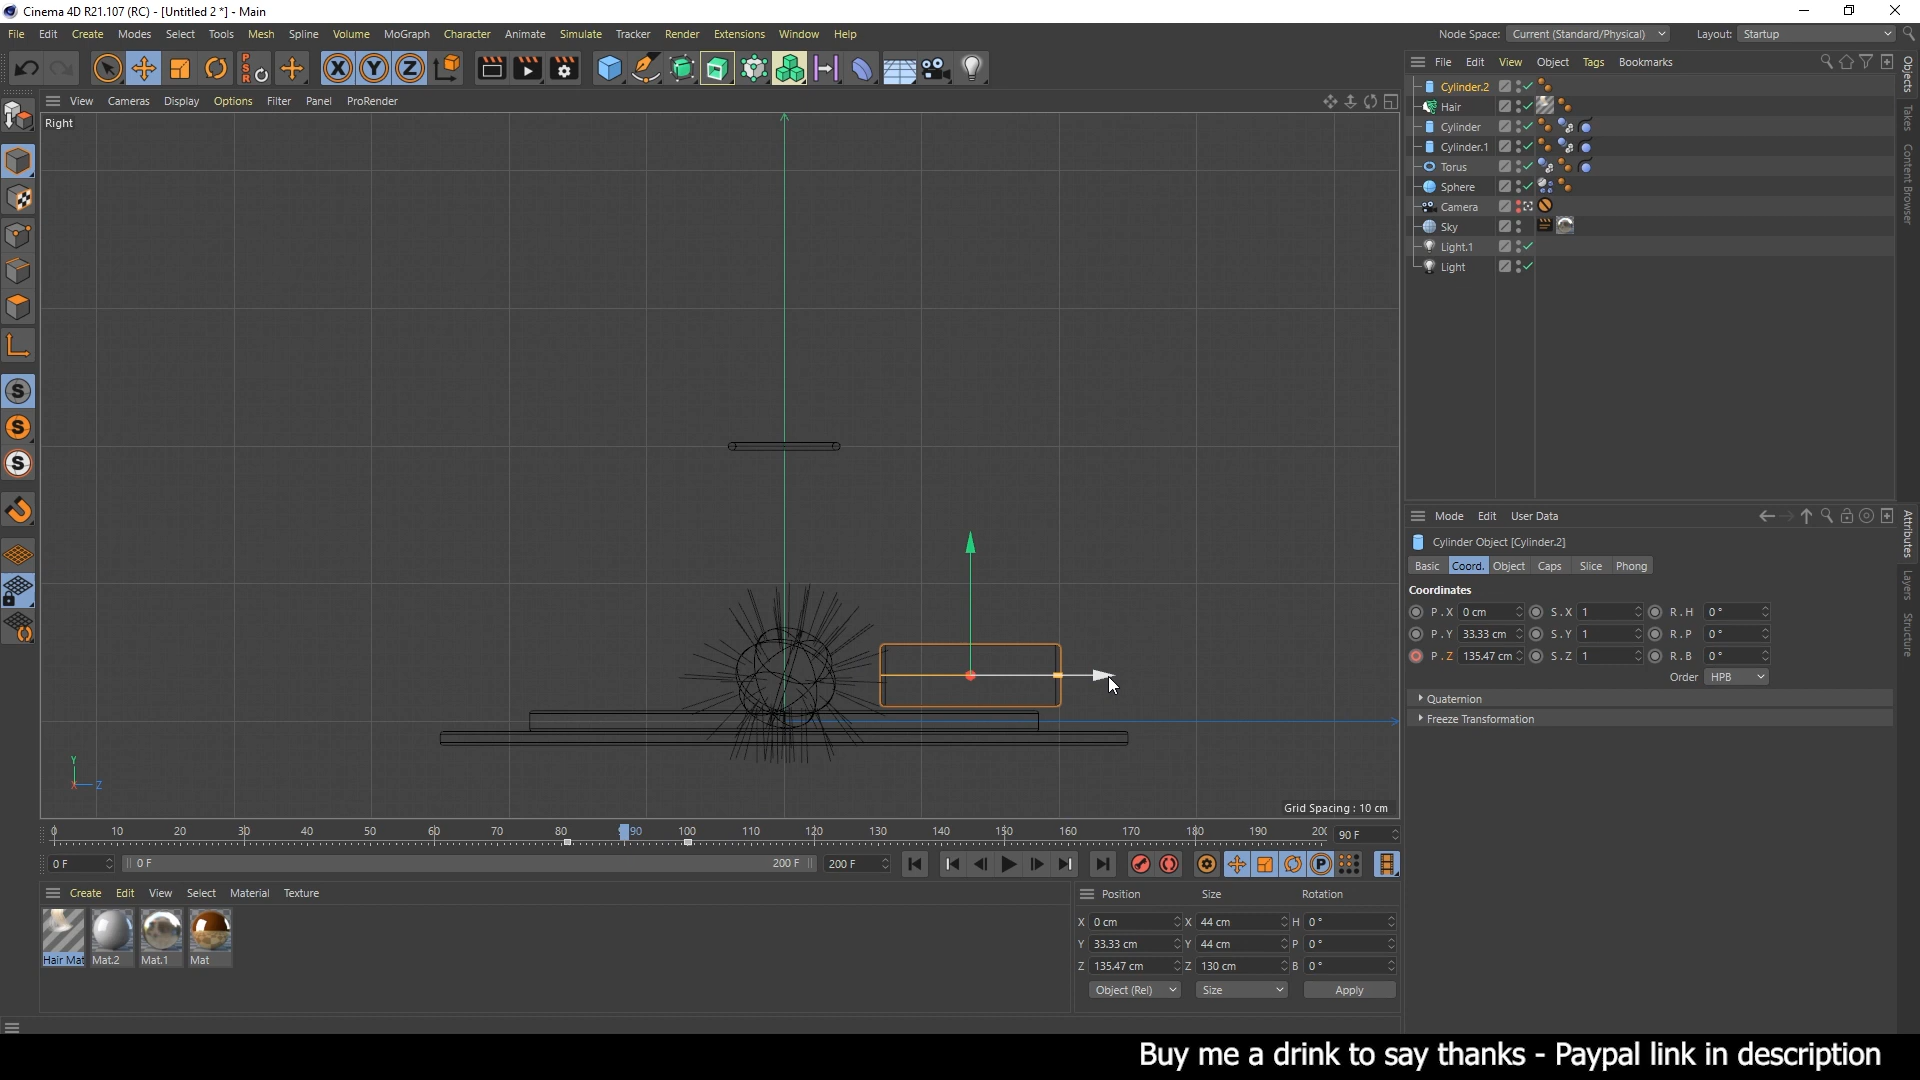 Cinema 4D R21.107 (RC) - [Untitled 2 *] - Main
File Edit Create Modes Select Tools Mesh Spline Volume MoGraph Character Animate Simulate Tracker Render Extensions Window Help
Node Space: Current (Standard/Physical) Layout: Startup
View Cameras Display Options Filter Panel ProRender
File Edit View Object Tags Bookmarks
Right
Cylinder.2
Hair
Cylinder
Cylinder.1
Torus
Sphere
Camera
Sky
Light.1
Light
Objects
Takes
Content Browser
Attributes
Layers
Structure
Mode Edit User Data
Cylinder Object [Cylinder.2]
Basic Coord. Object Caps Slice Phong
Coordinates
P . X 0 cm S . X 1 R . H 0°
P . Y 33.33 cm S . Y 1 R . P 0°
P . Z 135.47 cm S . Z 1 R . B 0°
Order HPB
Quaternion
Freeze Transformation
Y
X Z
Grid Spacing : 10 cm
0 10 20 30 40 50 60 70 80 90 100 110 120 130 140 150 160 170 180 190 90 F
0 F 0 F 200 F 200 F
Create Edit View Select Material Texture
Hair Mat Mat.2 Mat.1 Mat
Position Size Rotation
X 0 cm X 44 cm H 0°
Y 33.33 cm Y 44 cm P 0°
Z 135.47 cm Z 130 cm B 0°
Object (Rel) Size Apply
Buy me a drink to say thanks - Paypal link in description